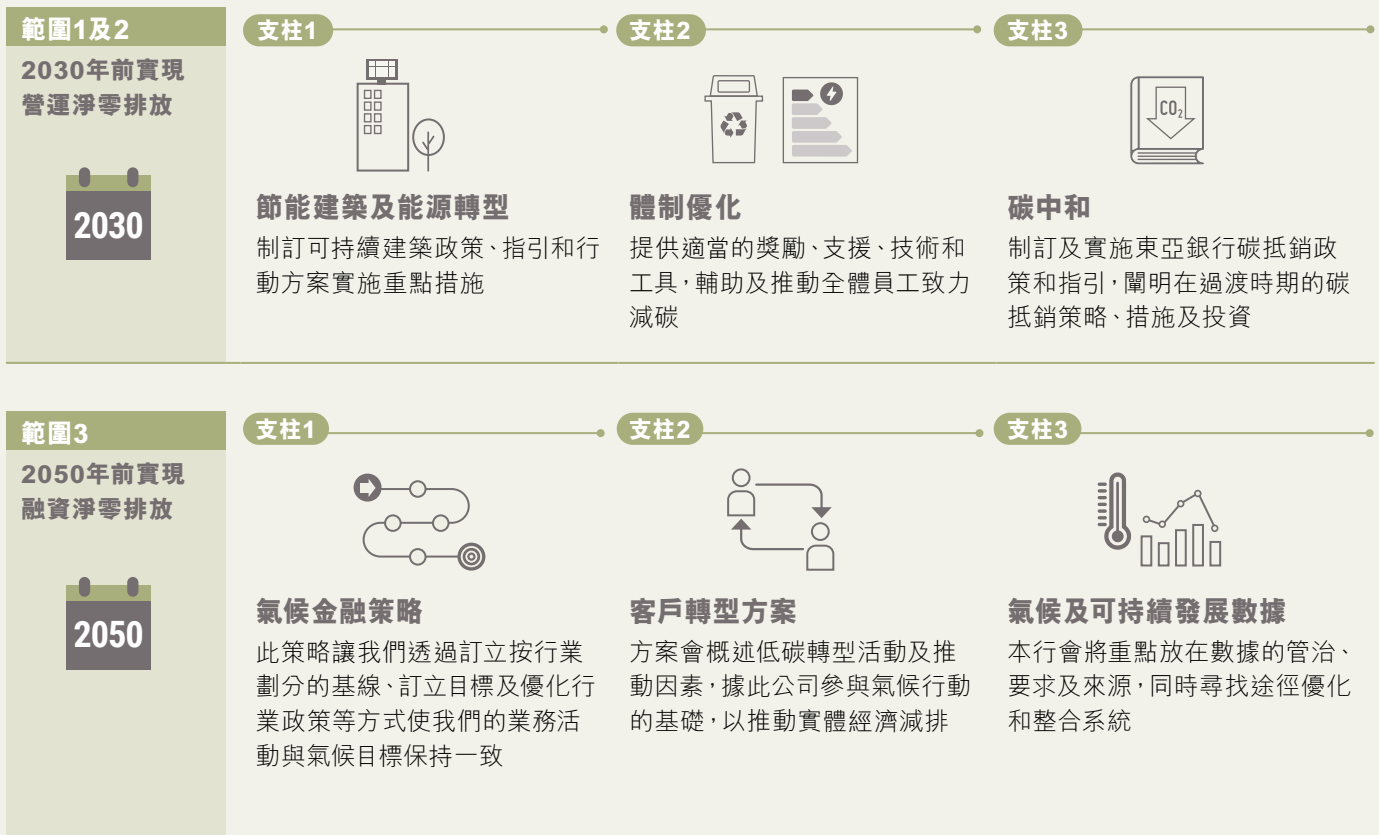 範圍1及2
2030年前實現
營運淨零排放
2030
支柱1
節能建築及能源轉型
制訂可持續建築政策、指引和行
動方案實施重點措施
支柱2
體制優化
提供適當的獎勵、支援、技術和
工具，輔助及推動全體員工致力
減碳
支柱3
CO₂
碳中和
制訂及實施東亞銀行碳抵銷政
策和指引，闡明在過渡時期的碳
抵銷策略、措施及投資
範圍3
2050年前實現
融資淨零排放
2050
支柱1
氣候金融策略
此策略讓我們透過訂立按行業
劃分的基線、訂立目標及優化行
業政策等方式使我們的業務活
動與氣候目標保持一致
支柱2
客戶轉型方案
方案會概述低碳轉型活動及推
動因素，據此公司參與氣候行動
的基礎，以推動實體經濟減排
支柱3
氣候及可持續發展數據
本行會將重點放在數據的管治、
要求及來源，同時尋找途徑優化
和整合系統